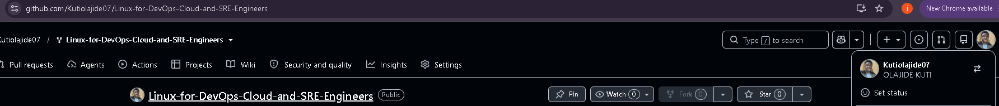 github.com/Kutiolajide07/Linux-for-DevOps-Cloud-and-SRE-Engineers
j
New Chrome available
Kutiolajide07 / Linux-for-DevOps-Cloud-and-SRE-Engineers
Type / to search
Pull requests Agents Actions Projects Wiki Security and quality Insights Settings
Kutiolajide07
OLAJIDE KUTI
Set status
Linux-for-DevOps-Cloud-and-SRE-Engineers Public
Pin Watch 0 Fork 0 Star 0